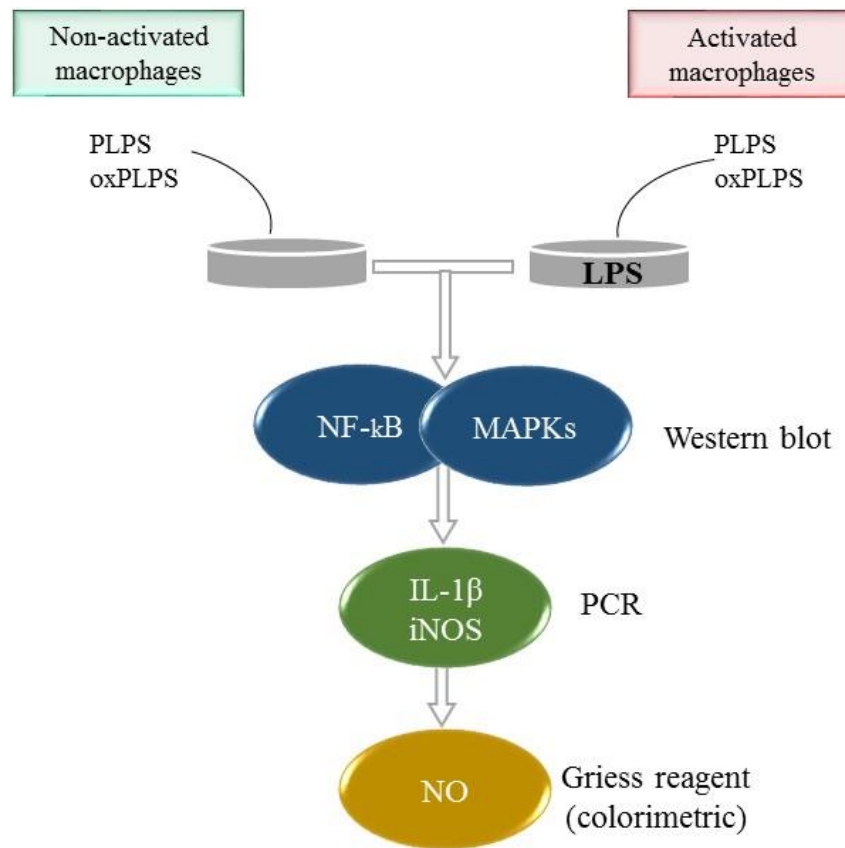 Non-activated
macrophages
Activated
macrophages
PLPS
oxPLPS
PLPS
oxPLPS
LPS
NF-kB
MAPKs
Western blot
IL-1β
iNOS
PCR
NO
Griess reagent
(colorimetric)